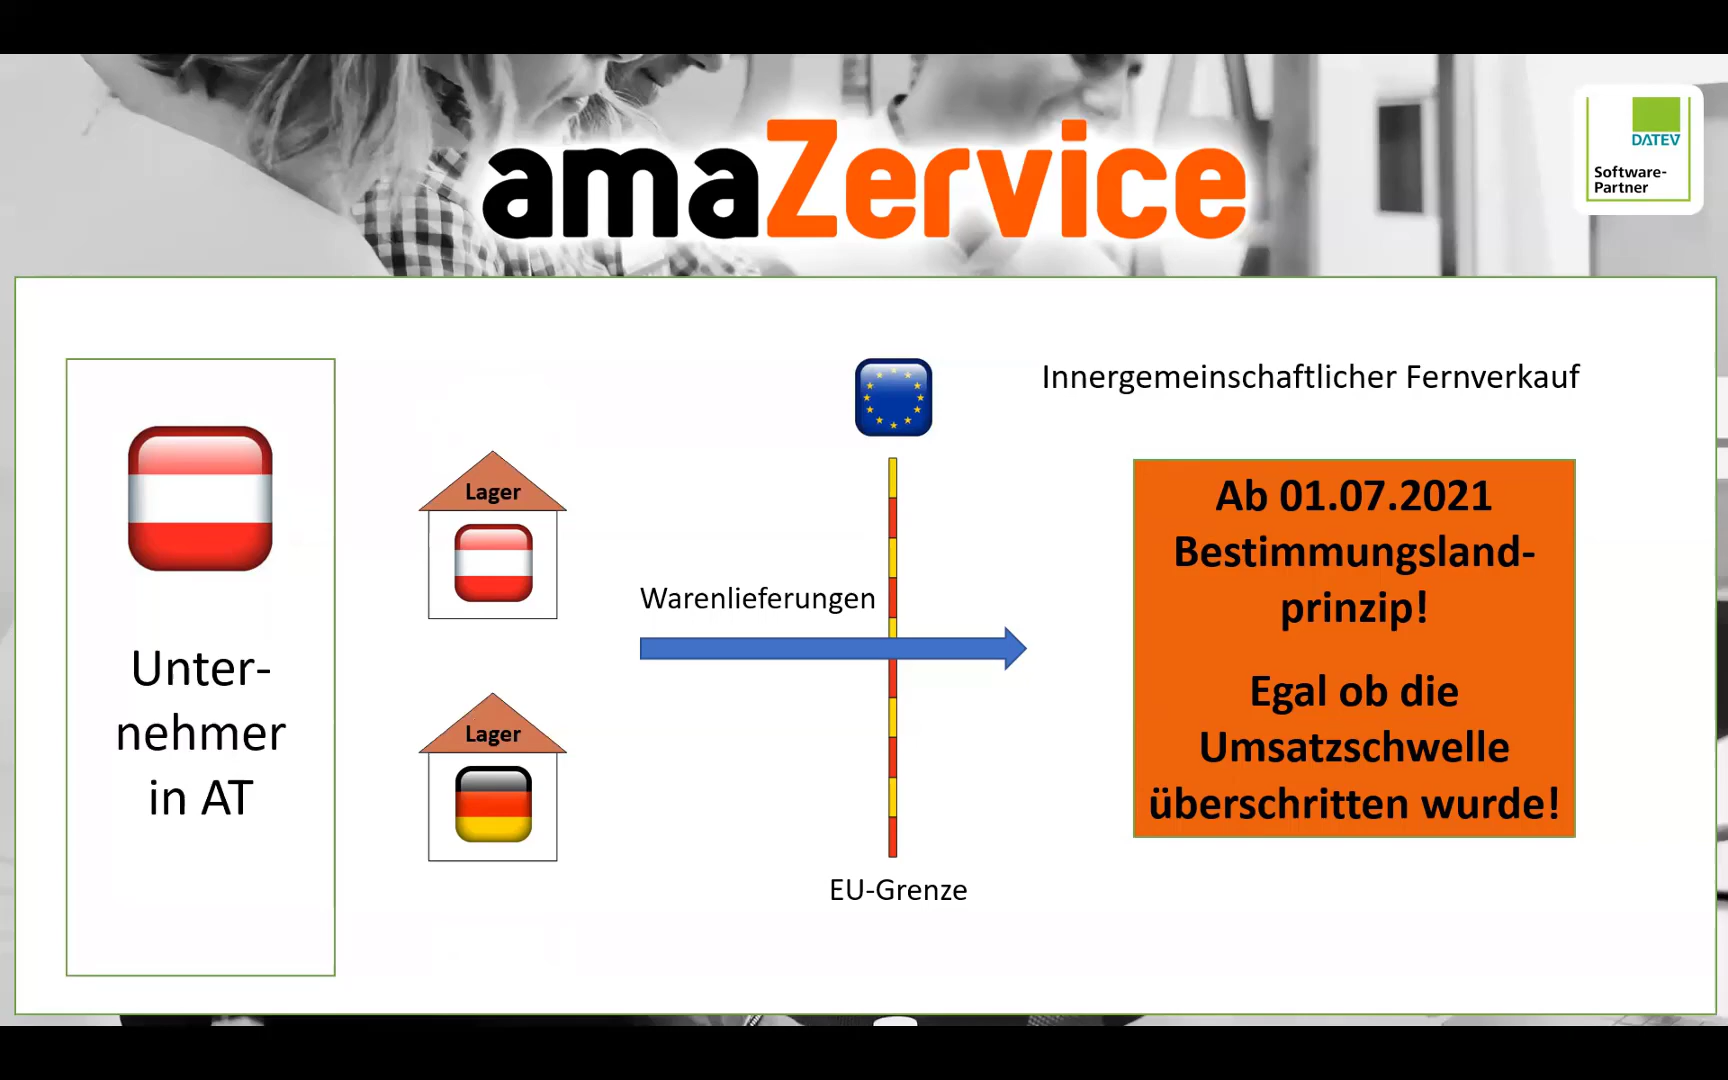 amaZervice
DATEV
Software-
Partner
Innergemeinschaftlicher Fernverkauf
Unter-
nehmer
in AT
Lager
Lager
Warenlieferungen
EU-Grenze
Ab 01.07.2021
Bestimmungsland-
prinzip!
Egal ob die
Umsatzschwelle
überschritten wurde!